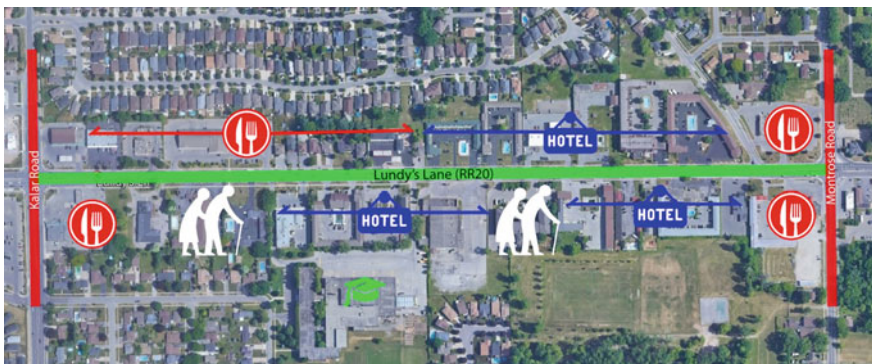 Kalar Road
Lundy's Lane (RR20)
HOTEL
HOTEL
HOTEL
Montrose Road